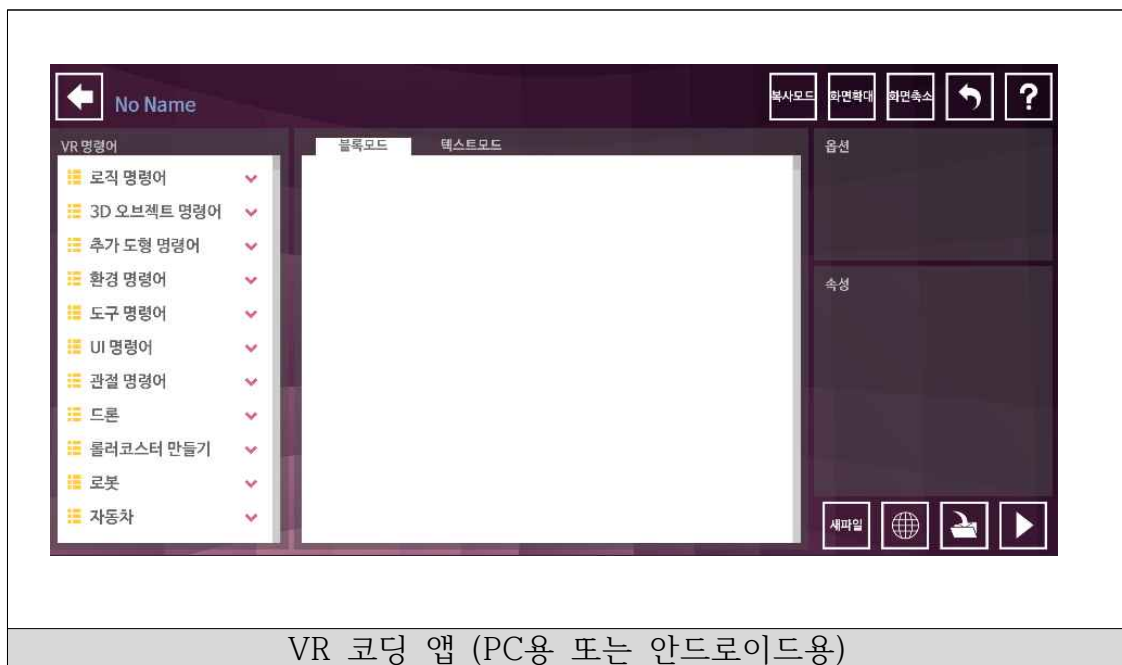 No Name
복사모드
화면확대
화면축소
?
VR 명령어
블록모드
텍스트모드
옵션
로직 명령어
3D 오브젝트 명령어
추가 도형 명령어
환경 명령어
도구 명령어
UI 명령어
관절 명령어
드론
롤러코스터 만들기
로봇
자동차
속성
새파일
VR 코딩 앱 (PC용 또는 안드로이드용)